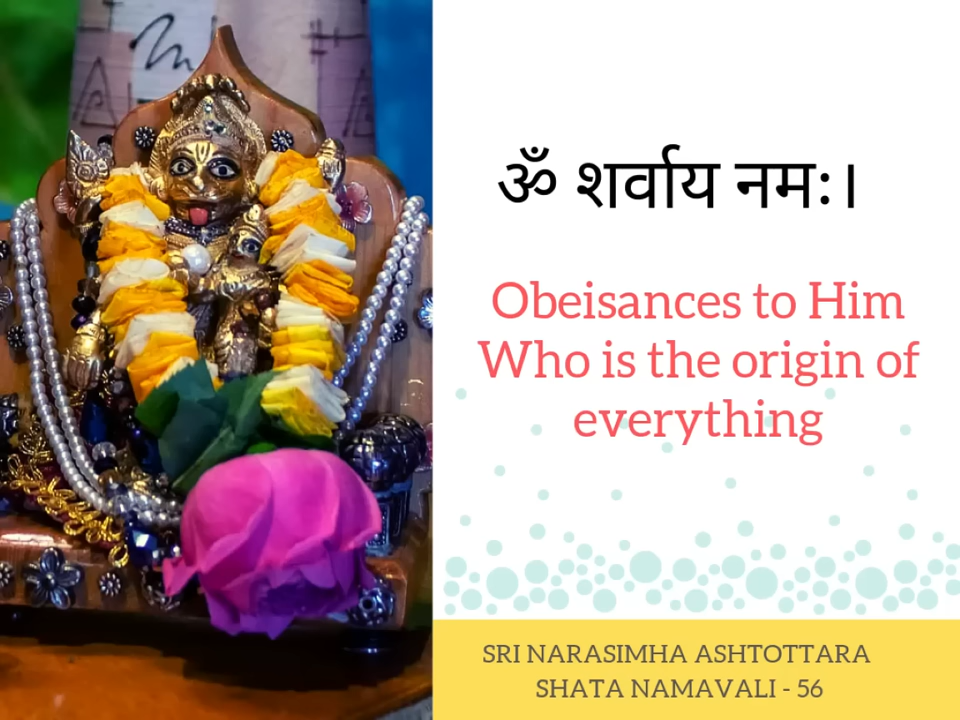 ॐ शर्वाय नमः।
Obeisances to Him
Who is the origin of
everything
SRI NARASIMHA ASHTOTTARA
SHATA NAMAVALI - 56